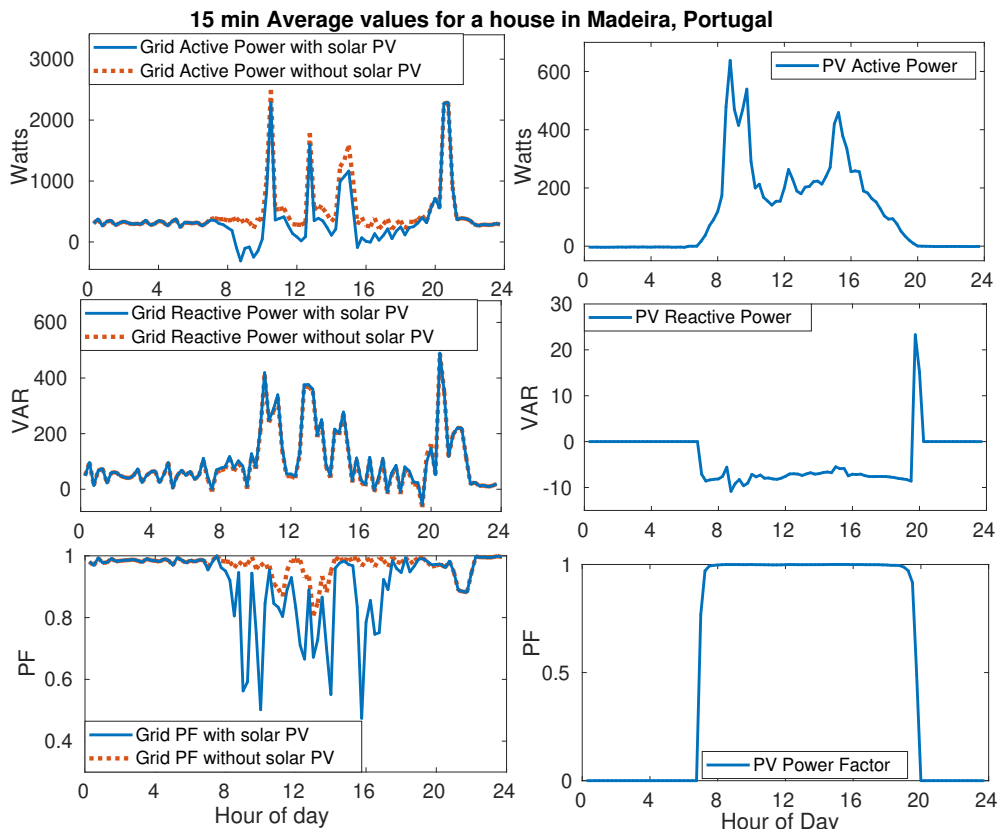 15 min Average values for a house in Madeira, Portugal
Grid Active Power with solar PV
Grid Active Power without solar PV
3000
2000
1000
0
Watts
0 4 8 12 16 20 24
PV Active Power
600
400
200
0
Watts
0 4 8 12 16 20 24
Grid Reactive Power with solar PV
Grid Reactive Power without solar PV
600
400
200
0
VAR
0 4 8 12 16 20 24
PV Reactive Power
30
20
10
0
-10
VAR
0 4 8 12 16 20 24
1
0.8
0.6
0.4
PF
Grid PF with solar PV
Grid PF without solar PV
0 4 8 12 16 20 24
Hour of day
1
0.5
0
PF
PV Power Factor
0 4 8 12 16 20 24
Hour of Day